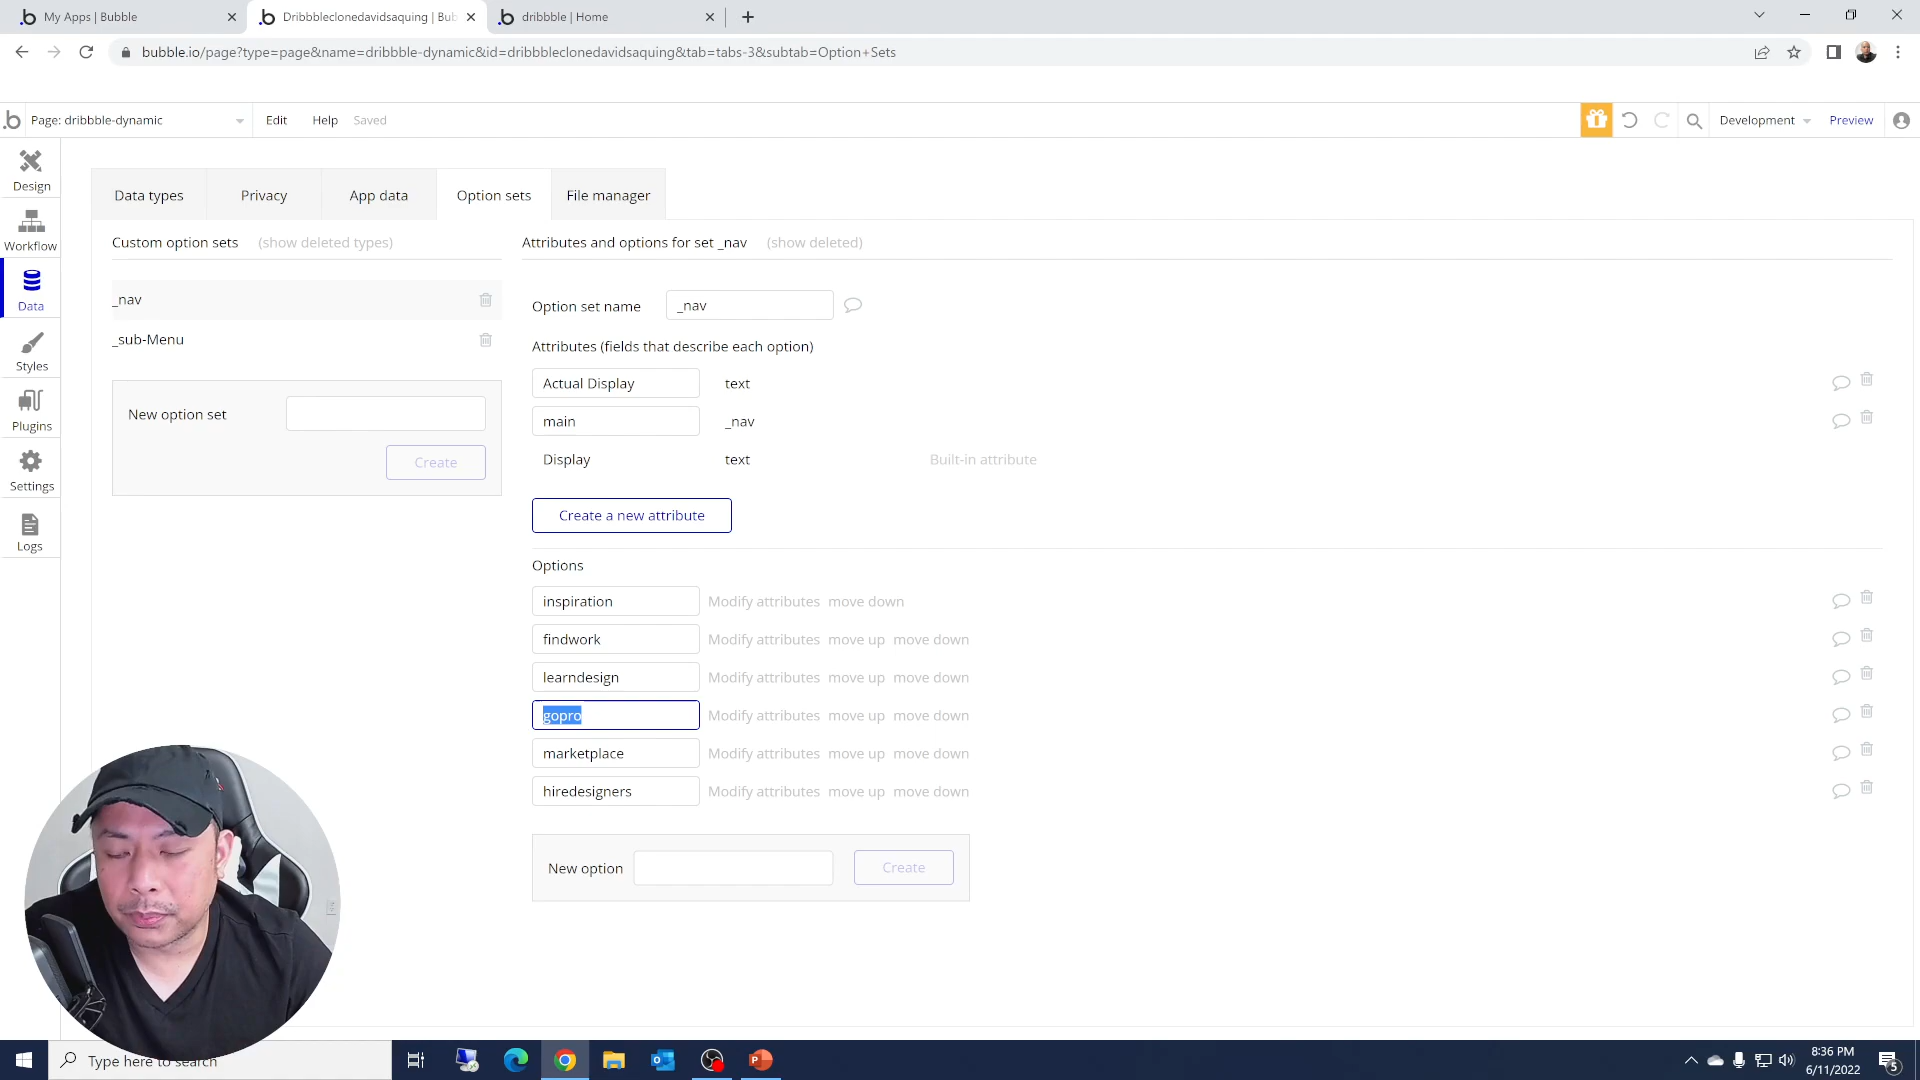 My Apps | Bubble
Dribbbleclonedavidsaquing | Bub
dribbble | Home
bubble.io/page?type=page&name=dribbble-dynamic&id=dribbbleclonedavidsaquing&tab=tabs-3&subtab=Option+Sets
Page: dribbble-dynamic
Edit
Help
Saved
Development
Preview
Design
Workflow
Data
Styles
Plugins
Settings
Logs
Data types
Privacy
App data
Option sets
File manager
Custom option sets
(show deleted types)
_nav
_sub-Menu
New option set
Create
Attributes and options for set _nav
(show deleted)
Option set name
_nav
Attributes (fields that describe each option)
Actual Display text
main _nav
Display text Built-in attribute
Create a new attribute
Options
inspiration Modify attributes move down
findwork Modify attributes move up move down
learndesign Modify attributes move up move down
gopro Modify attributes move up move down
marketplace Modify attributes move up move down
hiredesigners Modify attributes move up move down
New option
Create
Type here to search
8:36 PM
6/11/2022
5